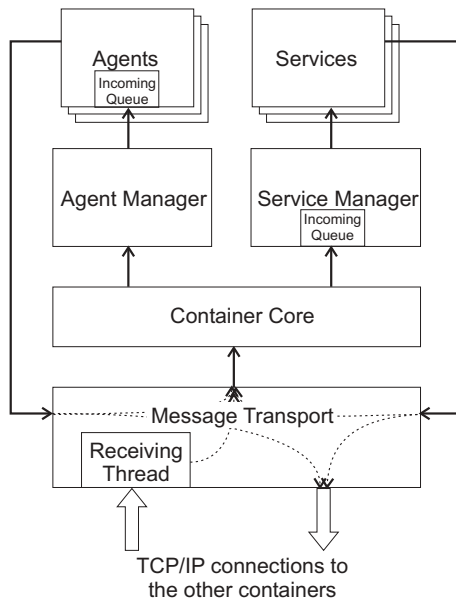 Agents
Incoming
Queue
Services
Agent Manager
Service Manager
Incoming
Queue
Container Core
Message Transport
Receiving
Thread
TCP/IP connections to
the other containers